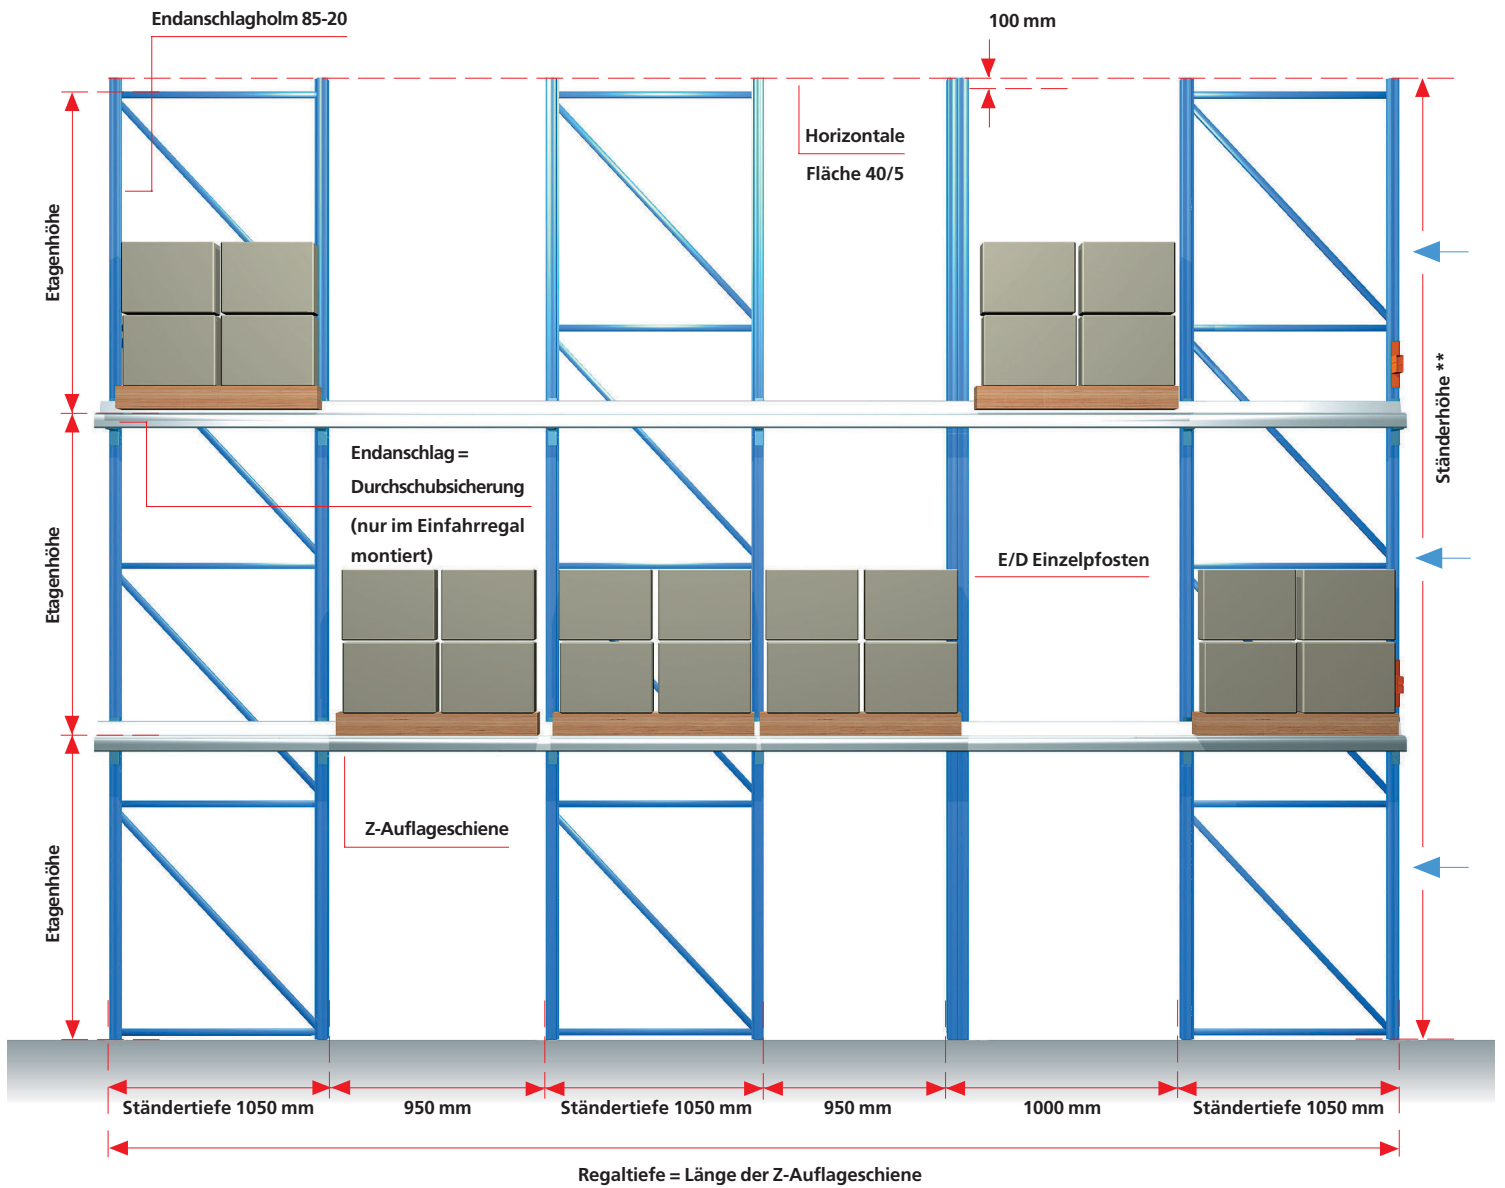 Endanschlagholm 85-20
100 mm
Horizontale
Fläche 40/5
Etagenhöhe
Ständerhöhe **
Endanschlag =
Durchschubsicherung
(nur im Einfahrregal
montiert)
Etagenhöhe
E/D Einzelpfosten
Z-Auflageschiene
Etagenhöhe
Ständertiefe 1050 mm
950 mm
Ständertiefe 1050 mm
950 mm
1000 mm
Ständertiefe 1050 mm
Regaltiefe = Länge der Z-Auflageschiene